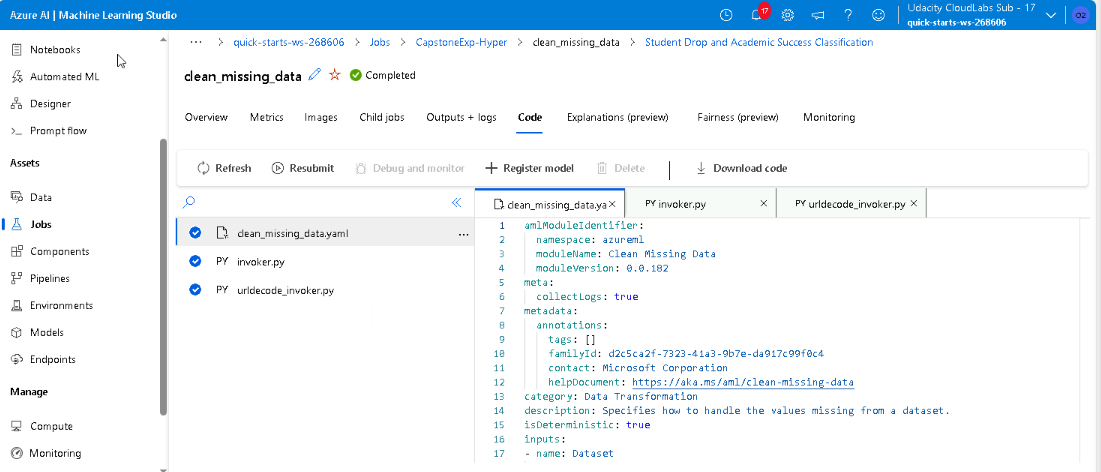 Azure AI | Machine Learning Studio
17
Udacity CloudLabs Sub - 17
quick-starts-ws-268606
OZ
Notebooks
Automated ML
Designer
Prompt flow
Assets
Data
Jobs
Components
Pipelines
Environments
Models
Endpoints
Manage
Compute
Monitoring
... > quick-starts-ws-268606 > Jobs > CapstoneExp-Hyper > clean_missing_data > Student Drop and Academic Success Classification
clean_missing_data Completed
Overview Metrics Images Child jobs Outputs + logs Code Explanations (preview) Fairness (preview) Monitoring
Refresh Resubmit Debug and monitor Register model Delete Download code
clean_missing_data.yaml ...
PY invoker.py
PY urldecode_invoker.py
clean_missing_data.ya PY invoker.py PY urldecode_invoker.py
1 amlModuleIdentifier:
2 namespace: azureml
3 moduleName: Clean Missing Data
4 moduleVersion: 0.0.182
5 meta:
6 collectLogs: true
7 metadata:
8 annotations:
9 tags: []
10 familyId: d2c5ca2f-7323-41a3-9b7e-da917c99f0c4
11 contact: Microsoft Corporation
12 helpDocument: https://aka.ms/aml/clean-missing-data
13 category: Data Transformation
14 description: Specifies how to handle the values missing from a dataset.
15 isDeterministic: true
16 inputs:
17 - name: Dataset